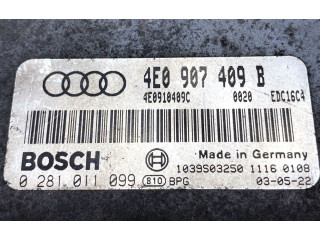 4E0 907 409 B
4E0910409C 0020 EDC16C4
BOSCH Made in Germany
1039S03250 1116 0108
0 281 011 099 810 BPG 03-05-22